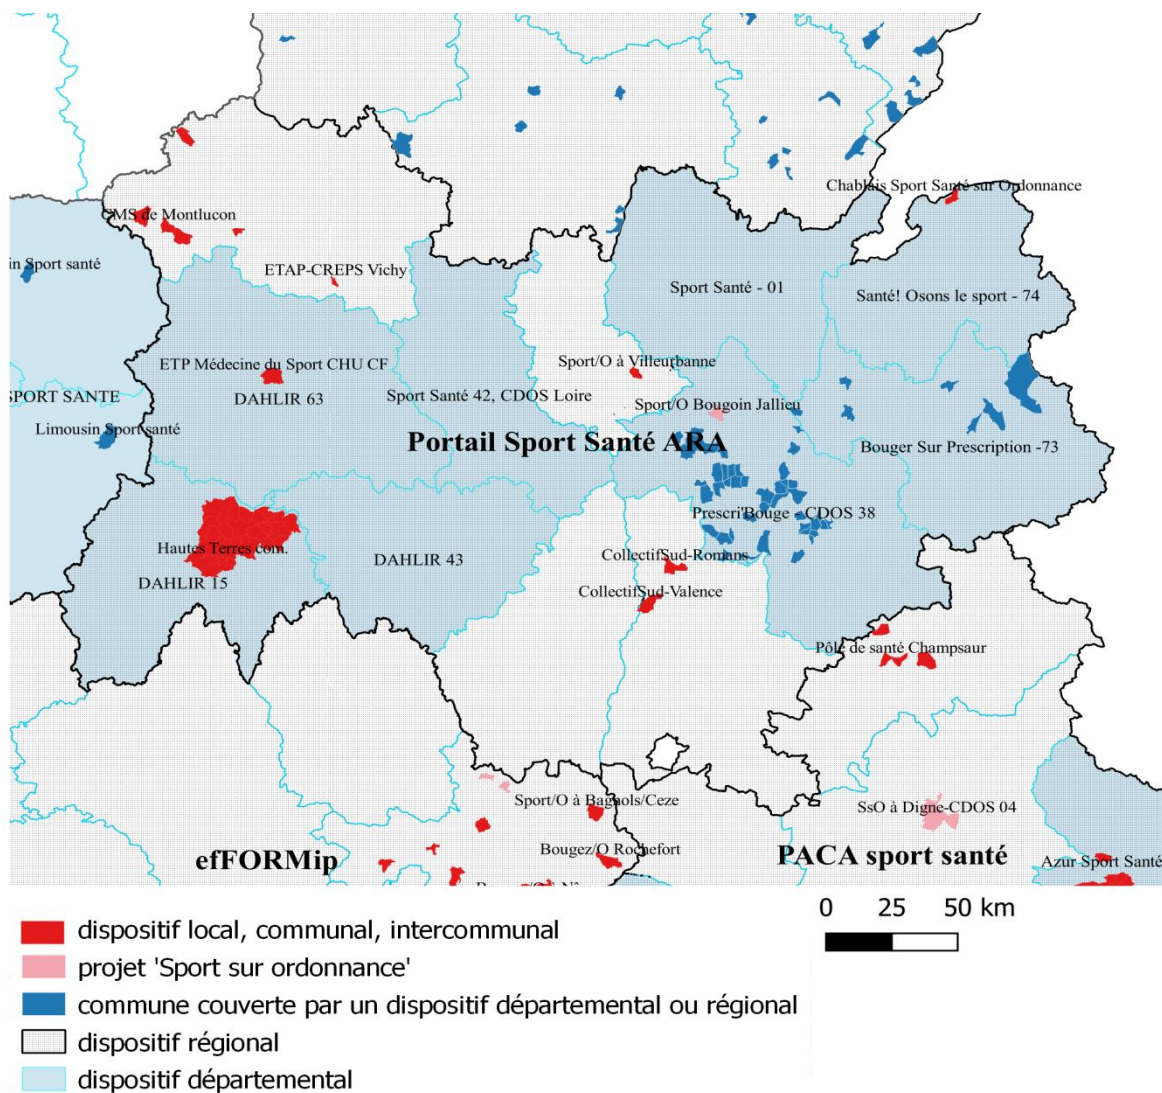 Chablais Sport Santé sur Ordonnance
CMS de Montlucon
in Sport santé
ETAP-CREPS Vichy
Sport Santé - 01
Santé! Osons le sport - 74
ETP Médecine du Sport CHU CF
Sport/O à Villeurbanne
SPORT SANTE
DAHLIR 63
Sport Santé 42, CDOS Loire
Sport/O Bougoin Jallieu
Limousin Sport santé
Portail Sport Santé ARA
Bouger Sur Prescription -73
Prescri'Bouge - CDOS 38
Hautes Terres com.
DAHLIR 43
CollectifSud-Romans
DAHLIR 15
CollectifSud-Valence
Pôle de santé Champsaur
Sport/O à Bagnols/Ceze
SsO à Digne-CDOS 04
Bougez/O Rochefort
efFORMip
PACA sport santé
Azur Sport Santé
0 25 50 km
dispositif local, communal, intercommunal
projet 'Sport sur ordonnance'
commune couverte par un dispositif départemental ou régional
dispositif régional
dispositif départemental